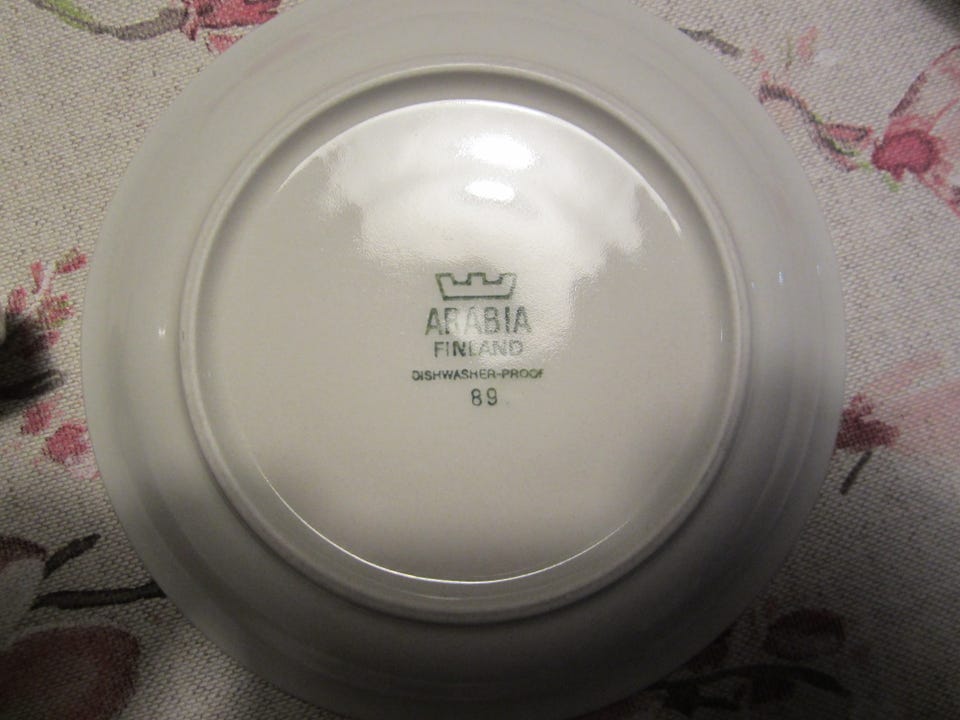 ARABIA
FINLAND
DISHWASHER-PROOF
89